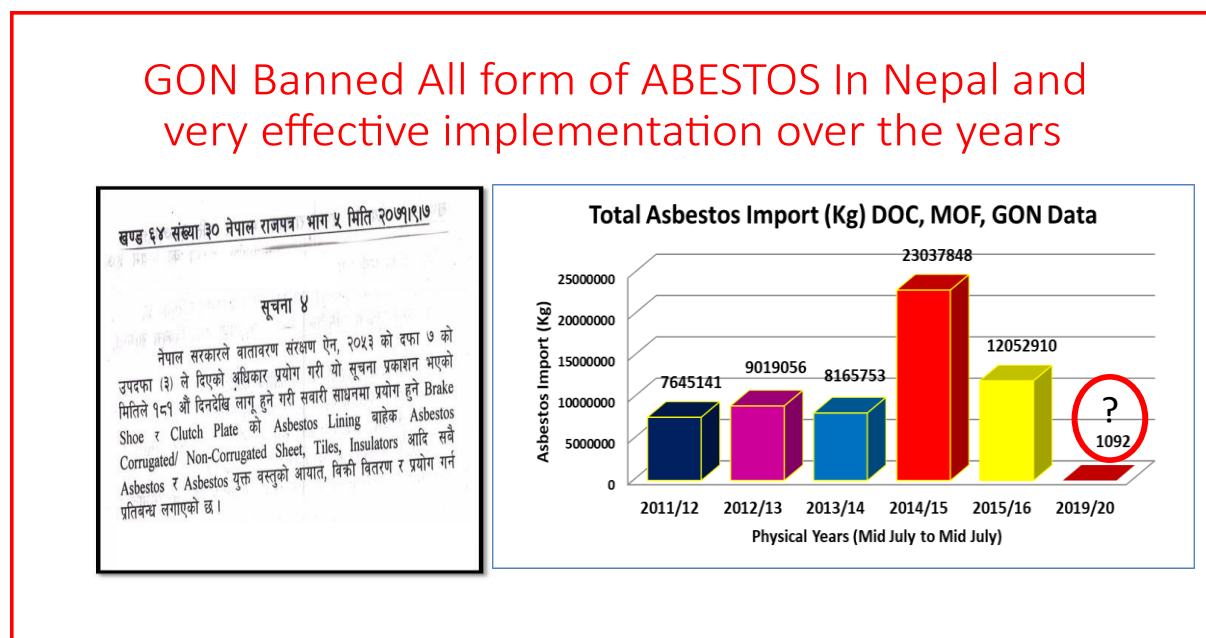 GON Banned All form of ABESTOS In Nepal and
very effective implementation over the years
खण्ड ६४ संख्या ३० नेपाल राजपत्र भाग ५ मिति २०७१।९।७
सूचना ४
नेपाल सरकारले वातावरण संरक्षण ऐन, २०५३ को दफा ७ को
उपदफा (३) ले दिएको अधिकार प्रयोग गरी यो सूचना प्रकाशन भएको
मितिले १८१ औं दिनदेखि लागू हुने गरी सवारी साधनमा प्रयोग हुने Brake
Shoe र Clutch Plate को Asbestos Lining बाहेक Asbestos
Corrugated/ Non-Corrugated Sheet, Tiles, Insulators आदि सबै
Asbestos र Asbestos युक्त वस्तुको आयात, बिक्री वितरण र प्रयोग गर्न
प्रतिबन्ध लगाएको छ।
Total Asbestos Import (Kg) DOC, MOF, GON Data
Asbestos Import (Kg)
25000000
20000000
15000000
10000000
5000000
0
7645141
9019056
8165753
23037848
12052910
?
1092
2011/12 2012/13 2013/14 2014/15 2015/16 2019/20
Physical Years (Mid July to Mid July)